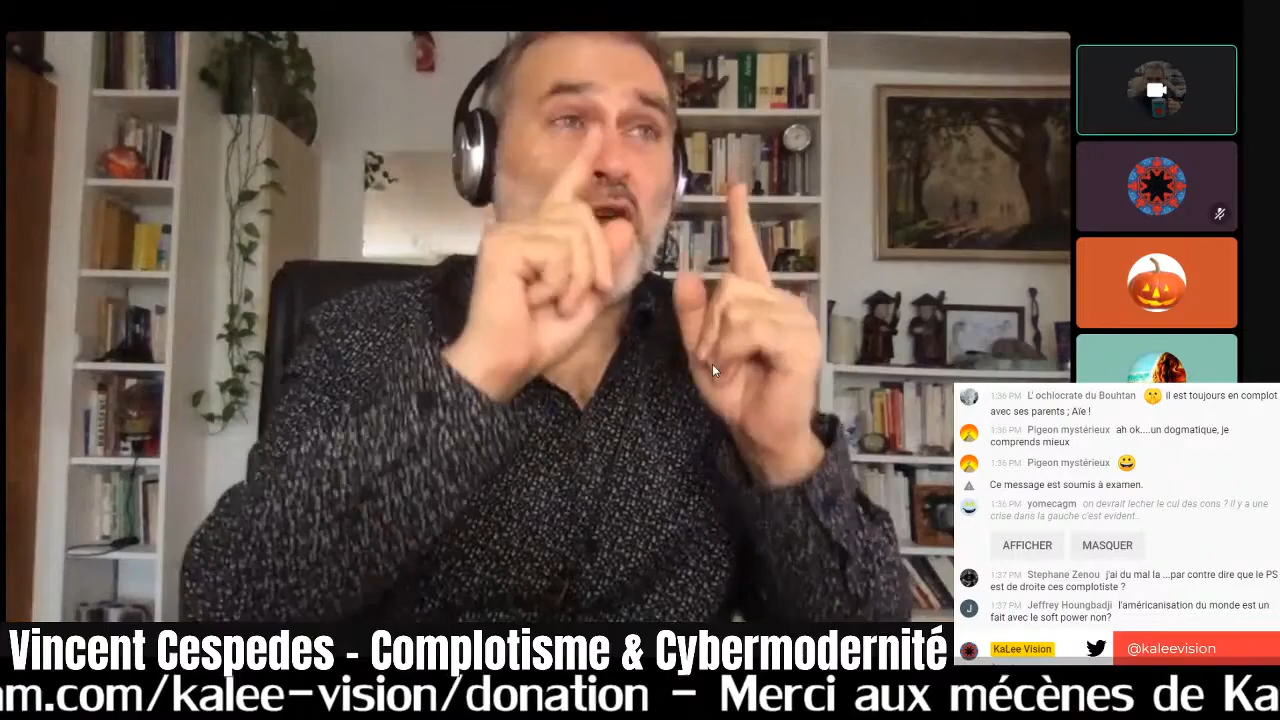 1:36 PM L' ochlocrate du Bouhtan 🤫 il est toujours en complot
avec ses parents ; Aïe !
1:36 PM Pigeon mystérieux ah ok....un dogmatique, je
comprends mieux
1:36 PM Pigeon mystérieux 😀
Ce message est soumis à examen.
1:36 PM yomecagm on devrait lecher le cul des cons ? Il y a une
crise dans la gauche c'est evident..
AFFICHER MASQUER
1:37 PM Stephane Zenou j'ai du mal la ...par contre dire que le PS
est de droite ces complotiste ?
1:37 PM Jeffrey Houngbadji l'américanisation du monde est un
fait avec le soft power non?
KaLee Vision @kaleevision
Vincent Cespedes - Complotisme & Cybermodernité
am.com/kalee-vision/donation - Merci aux mécènes de Ka